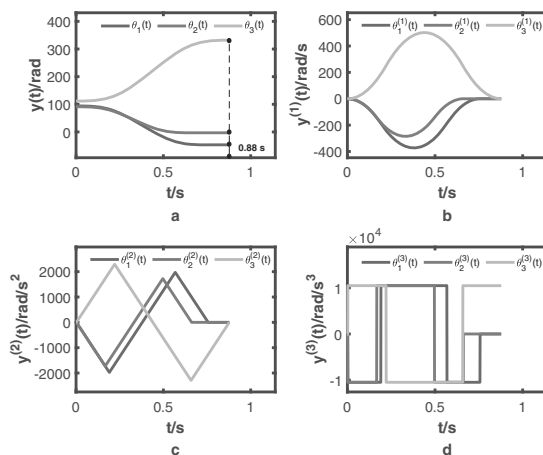 θ₁(t) θ₂(t) θ₃(t)
y(t)/rad
400
300
200
100
0
0.88 s
0 0.5 1
t/s
a
θ₁⁽¹⁾(t) θ₂⁽¹⁾(t) θ₃⁽¹⁾(t)
y⁽¹⁾(t)/rad/s
600
400
200
0
-200
-400
0 0.5 1
t/s
b
θ₁⁽²⁾(t) θ₂⁽²⁾(t) θ₃⁽²⁾(t)
y⁽²⁾(t)/rad/s²
2000
1000
0
-1000
-2000
0 0.5 1
t/s
c
×10⁴
θ₁⁽³⁾(t) θ₂⁽³⁾(t) θ₃⁽³⁾(t)
y⁽³⁾(t)/rad/s³
1
0
-1
0 0.5 1
t/s
d